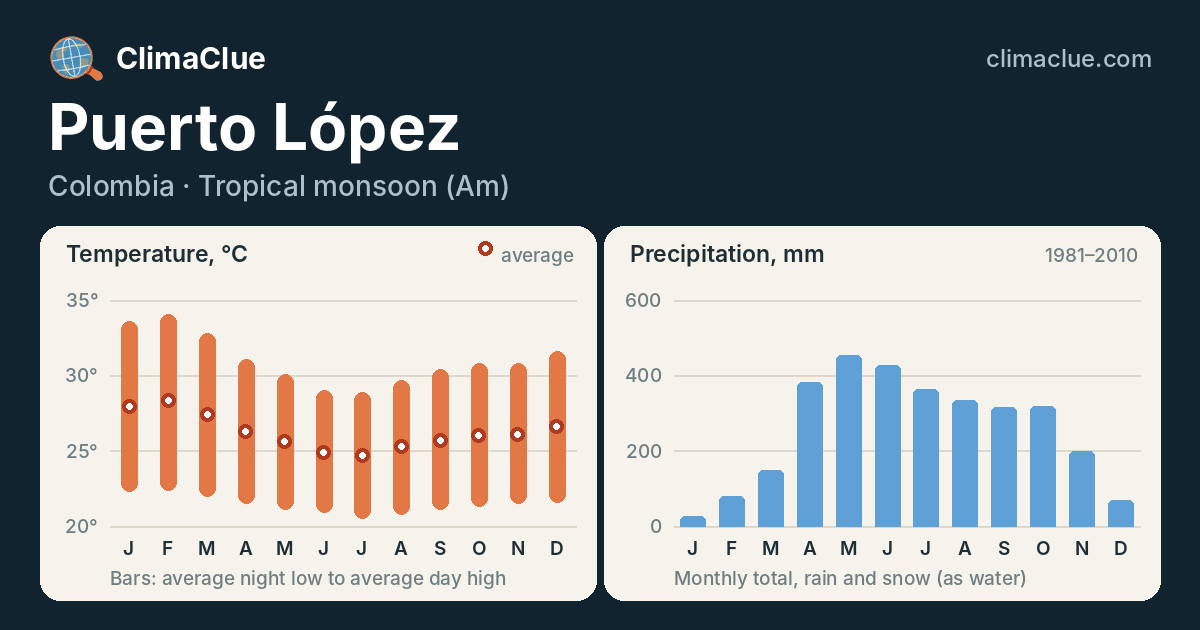 ClimaClue
climaclue.com
Puerto López
Colombia · Tropical monsoon (Am)
Temperature, °C
average
35°
30°
25°
20°
J F M A M J J A S O N D
Bars: average night low to average day high
Precipitation, mm
1981–2010
600
400
200
0
J F M A M J J A S O N D
Monthly total, rain and snow (as water)